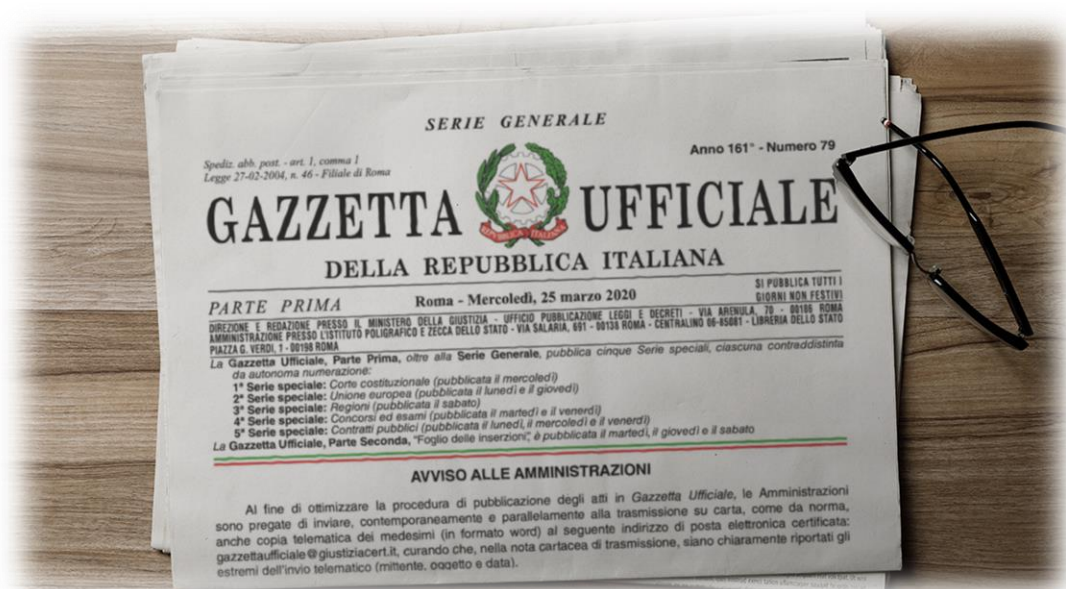 SERIE GENERALE
Spediz. abb. post. - art. 1, comma 1
Legge 27-02-2004, n. 46 - Filiale di Roma
Anno 161° - Numero 79
GAZZETTA UFFICIALE
REPUBBLICA ITALIANA
DELLA REPUBBLICA ITALIANA
PARTE PRIMA
Roma - Mercoledì, 25 marzo 2020
SI PUBBLICA TUTTI I
GIORNI NON FESTIVI
DIREZIONE E REDAZIONE PRESSO IL MINISTERO DELLA GIUSTIZIA - UFFICIO PUBBLICAZIONE LEGGI E DECRETI - VIA ARENULA, 70 - 00186 ROMA
AMMINISTRAZIONE PRESSO L'ISTITUTO POLIGRAFICO E ZECCA DELLO STATO - VIA SALARIA, 691 - 00138 ROMA - CENTRALINO 06-85081 - LIBRERIA DELLO STATO
PIAZZA G. VERDI, 1 - 00198 ROMA
La Gazzetta Ufficiale, Parte Prima, oltre alla Serie Generale, pubblica cinque Serie speciali, ciascuna contraddistinta
da autonoma numerazione:
1ª Serie speciale: Corte costituzionale (pubblicata il mercoledì)
2ª Serie speciale: Unione europea (pubblicata il lunedì e il giovedì)
3ª Serie speciale: Regioni (pubblicata il sabato)
4ª Serie speciale: Concorsi ed esami (pubblicata il martedì e il venerdì)
5ª Serie speciale: Contratti pubblici (pubblicata il lunedì, il mercoledì e il venerdì)
La Gazzetta Ufficiale, Parte Seconda, "Foglio delle inserzioni", è pubblicata il martedì, il giovedì e il sabato
AVVISO ALLE AMMINISTRAZIONI
Al fine di ottimizzare la procedura di pubblicazione degli atti in Gazzetta Ufficiale, le Amministrazioni
sono pregate di inviare, contemporaneamente e parallelamente alla trasmissione su carta, come da norma,
anche copia telematica dei medesimi (in formato word) al seguente indirizzo di posta elettronica certificata:
gazzettaufficiale@giustiziacert.it, curando che, nella nota cartacea di trasmissione, siano chiaramente riportati gli
estremi dell'invio telematico (mittente, oggetto e data).